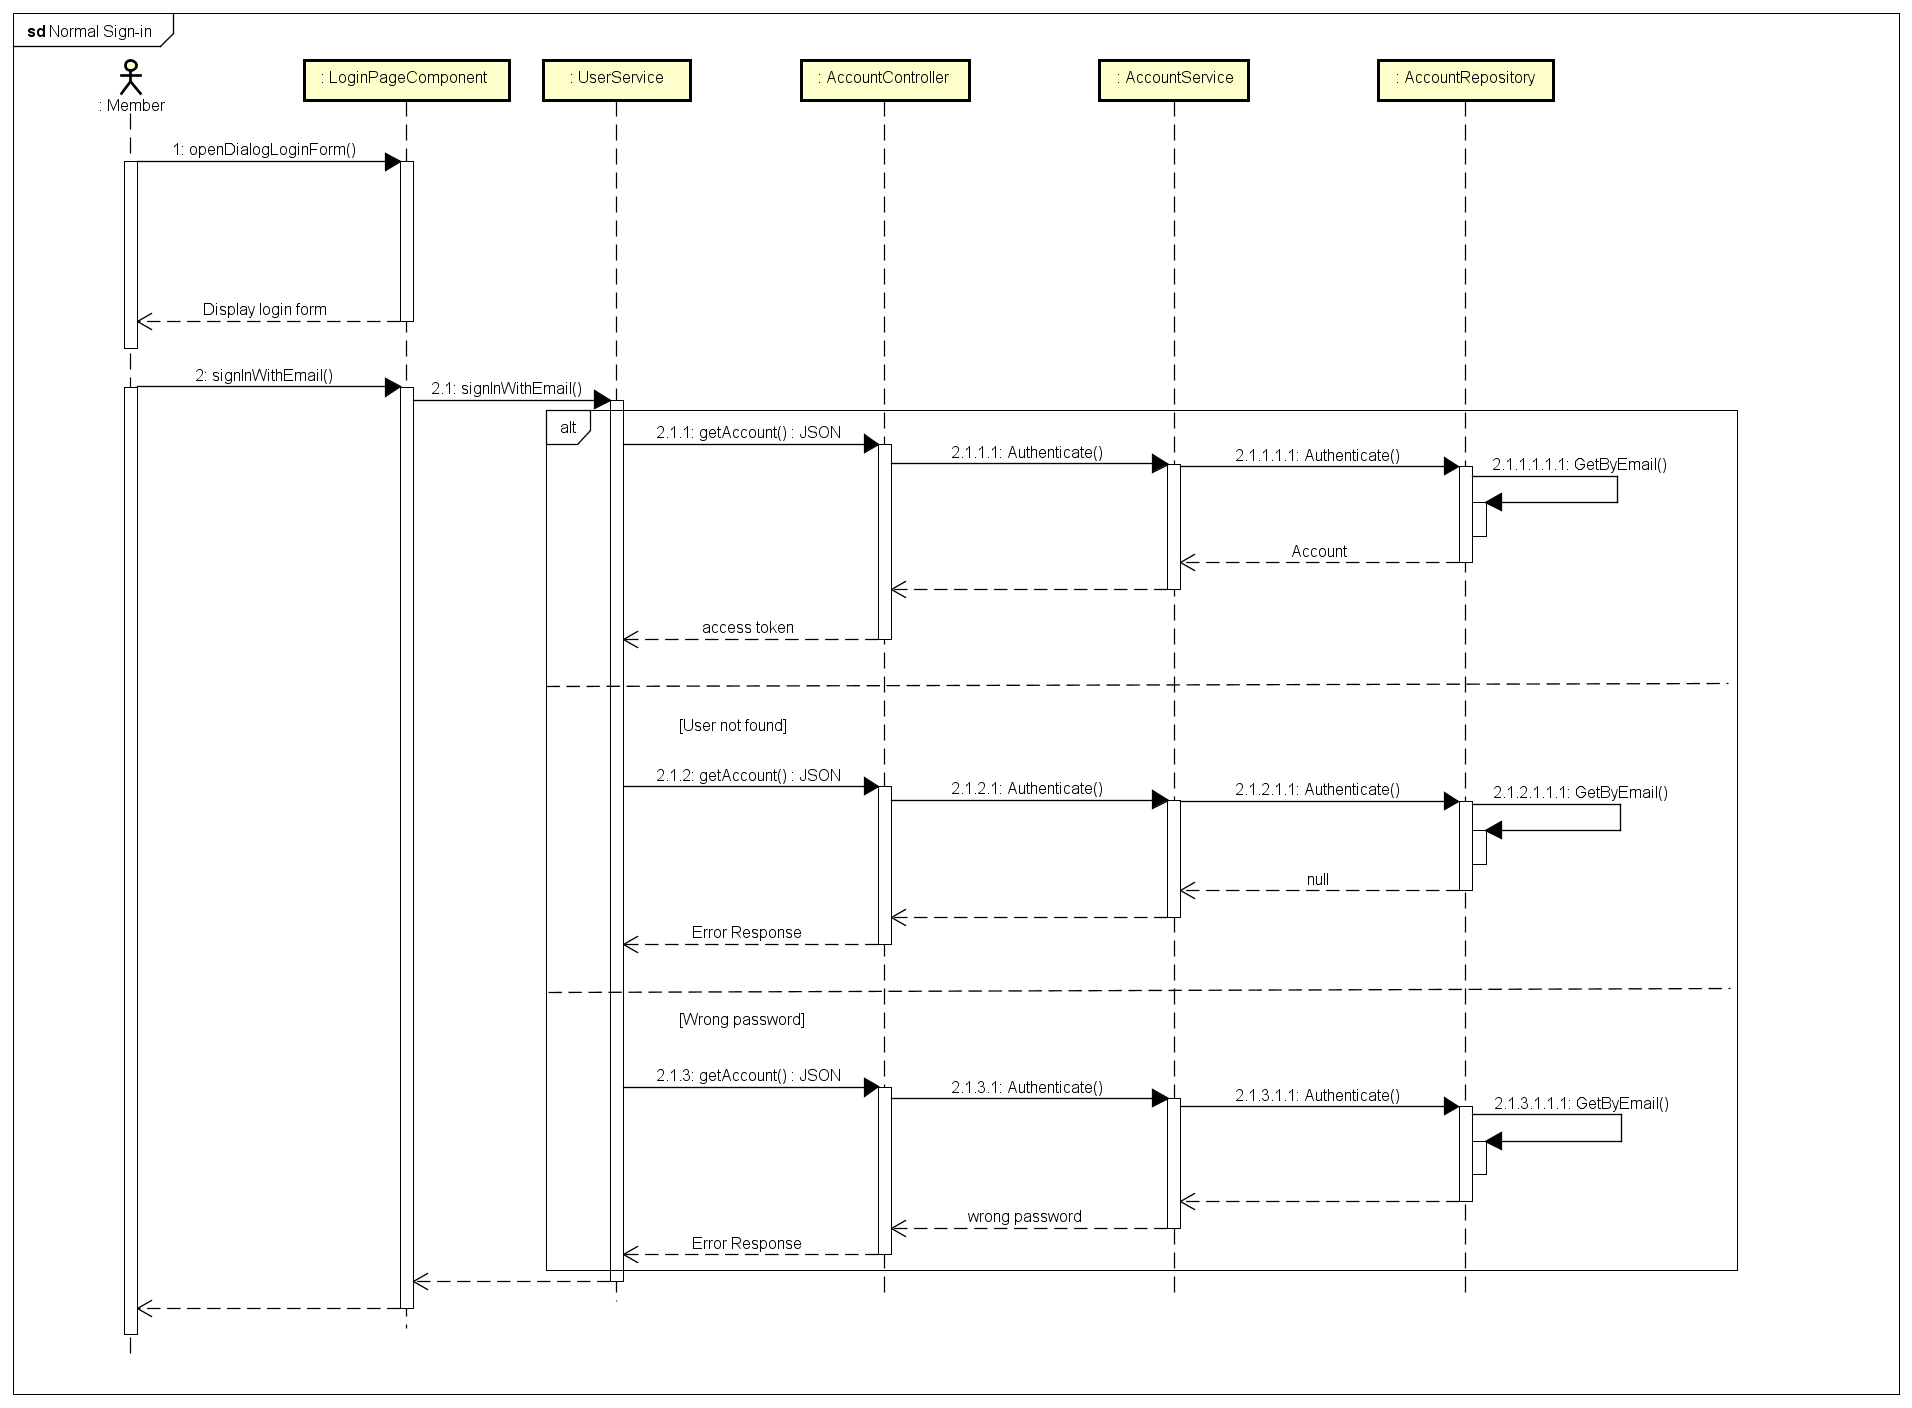 sd Normal Sign-in
: Member
: LoginPageComponent
: UserService
: AccountController
: AccountService
: AccountRepository
1: openDialogLoginForm()
Display login form
2: signInWithEmail()
2.1: signInWithEmail()
alt
2.1.1: getAccount() : JSON
2.1.1.1: Authenticate()
2.1.1.1.1: Authenticate()
2.1.1.1.1.1: GetByEmail()
Account
access token
[User not found]
2.1.2: getAccount() : JSON
2.1.2.1: Authenticate()
2.1.2.1.1: Authenticate()
2.1.2.1.1.1: GetByEmail()
null
Error Response
[Wrong password]
2.1.3: getAccount() : JSON
2.1.3.1: Authenticate()
2.1.3.1.1: Authenticate()
2.1.3.1.1.1: GetByEmail()
wrong password
Error Response